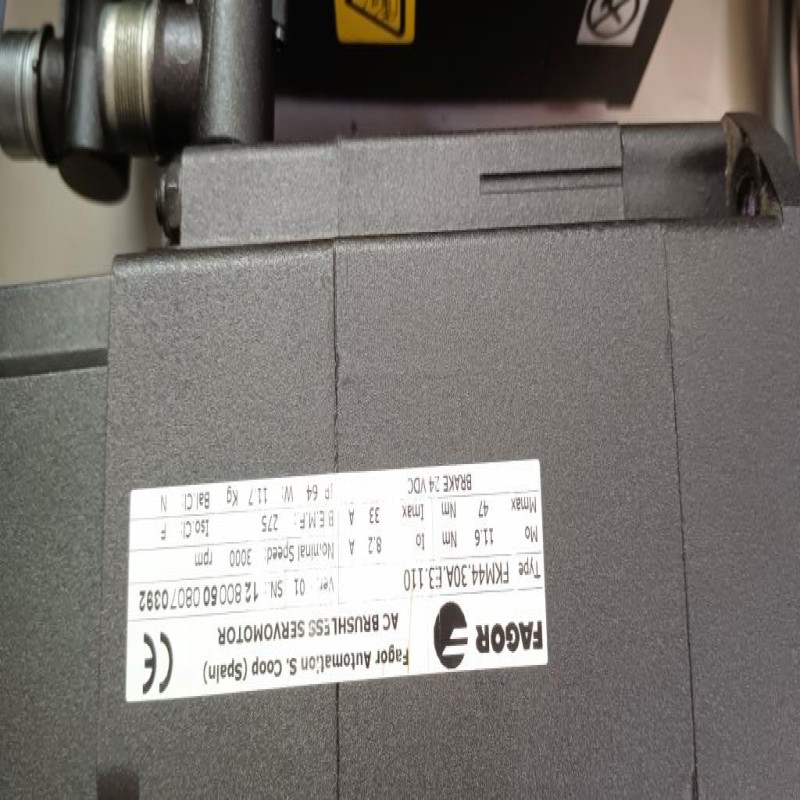 FAGOR
Fagor Automation S. Coop (Spain)
AC BRUSHLESS SERVOMOTOR
CE
Type FKM44.30A.E3.110 Ver. 01 SN.: 12 80050 0807 0392
Mo 11.6 Nm Io 8.2 A Nominal Speed: 3000 rpm
Mmax 47 Nm Imax 33 A B.E.M.F.: 275 Iso.Cl: F
BRAKE 24 VDC IP 64 W: 11.7 Kg Bal.Cl: N